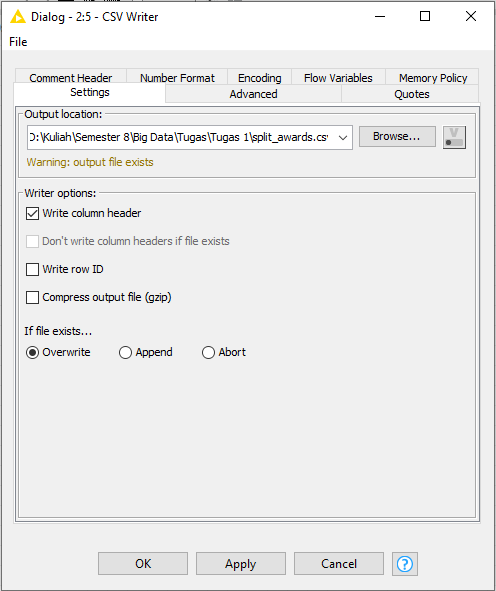 Dialog - 2:5 - CSV Writer
File
Comment Header Number Format Encoding Flow Variables Memory Policy
Settings Advanced Quotes
Output location:
D:\Kuliah\Semester 8\Big Data\Tugas\Tugas 1\split_awards.csv
Browse...
V
Warning: output file exists
Writer options:
Write column header
Don't write column headers if file exists
Write row ID
Compress output file (gzip)
If file exists...
Overwrite Append Abort
OK Apply Cancel ?